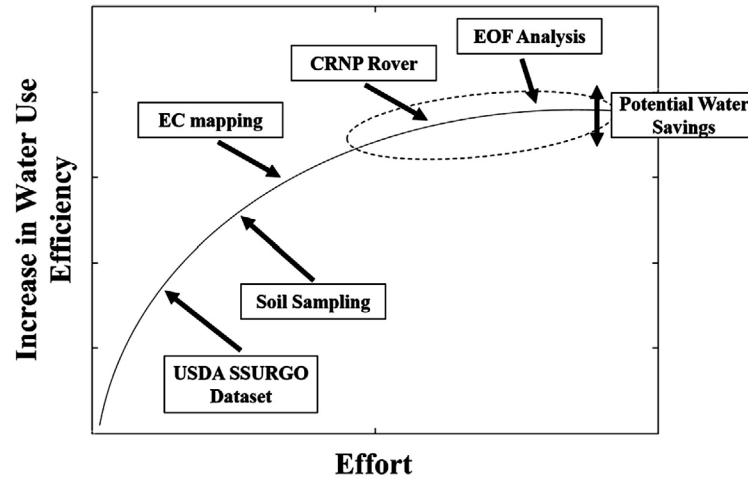 EOF Analysis
CRNP Rover
Potential Water
Savings
EC mapping
Soil Sampling
USDA SSURGO
Dataset
Increase in Water Use
Efficiency
Effort